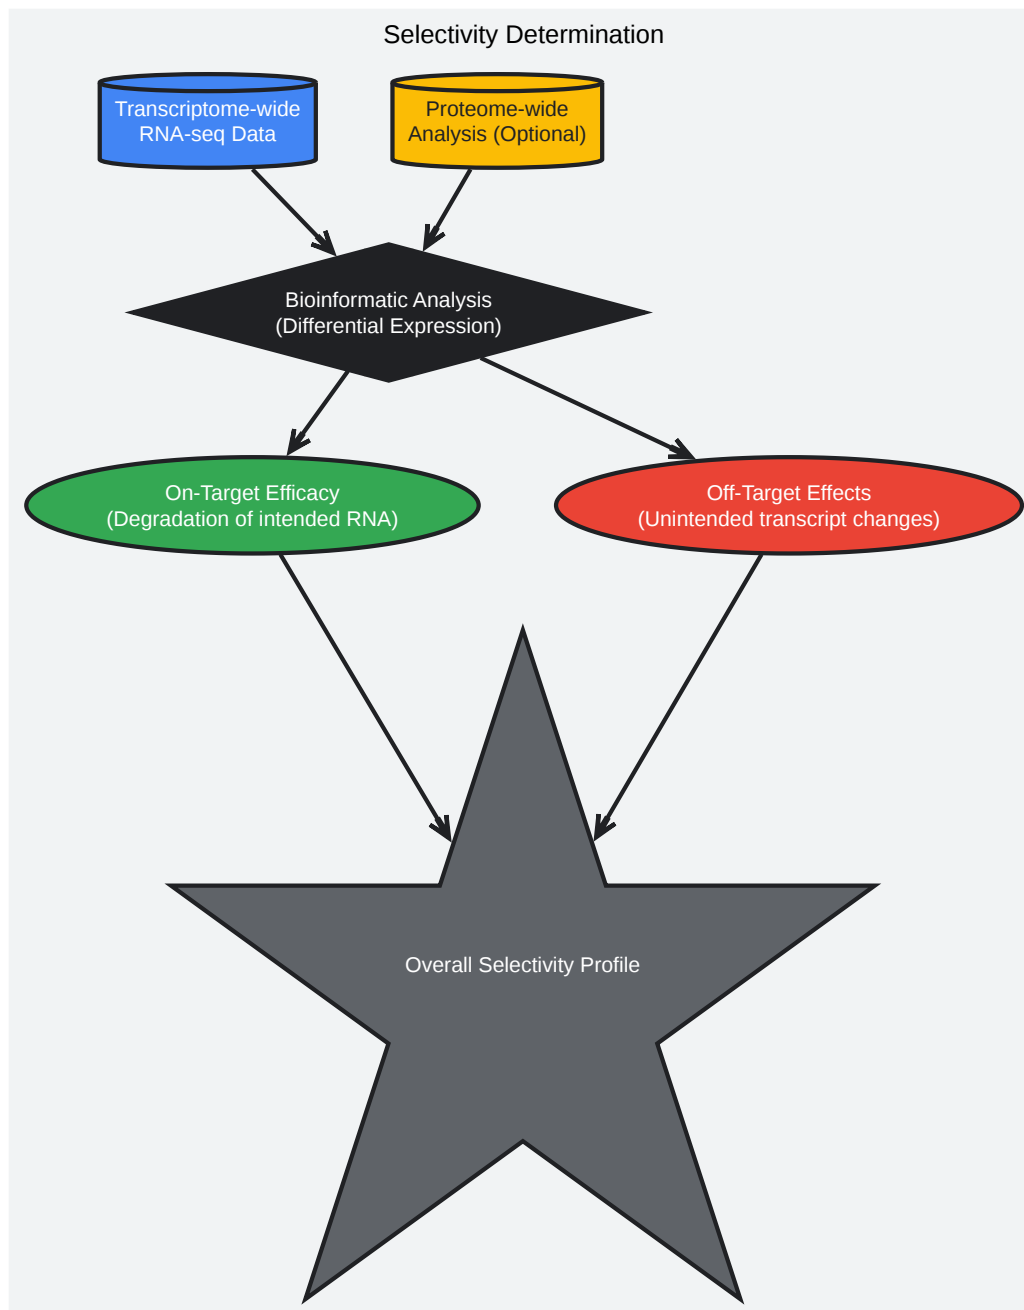 Selectivity Determination
Transcriptome-wide
RNA-seq Data
Proteome-wide
Analysis (Optional)
Bioinformatic Analysis
(Differential Expression)
On-Target Efficacy
(Degradation of intended RNA)
Off-Target Effects
(Unintended transcript changes)
Overall Selectivity Profile